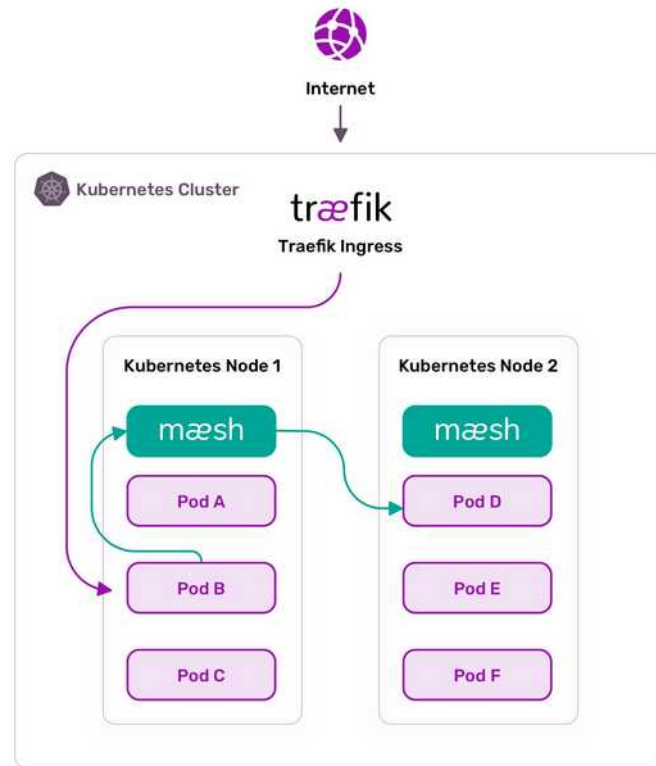 Internet
Kubernetes Cluster
træfik
Traefik Ingress
Kubernetes Node 1
Kubernetes Node 2
mæsh
mæsh
Pod A
Pod D
Pod B
Pod E
Pod C
Pod F